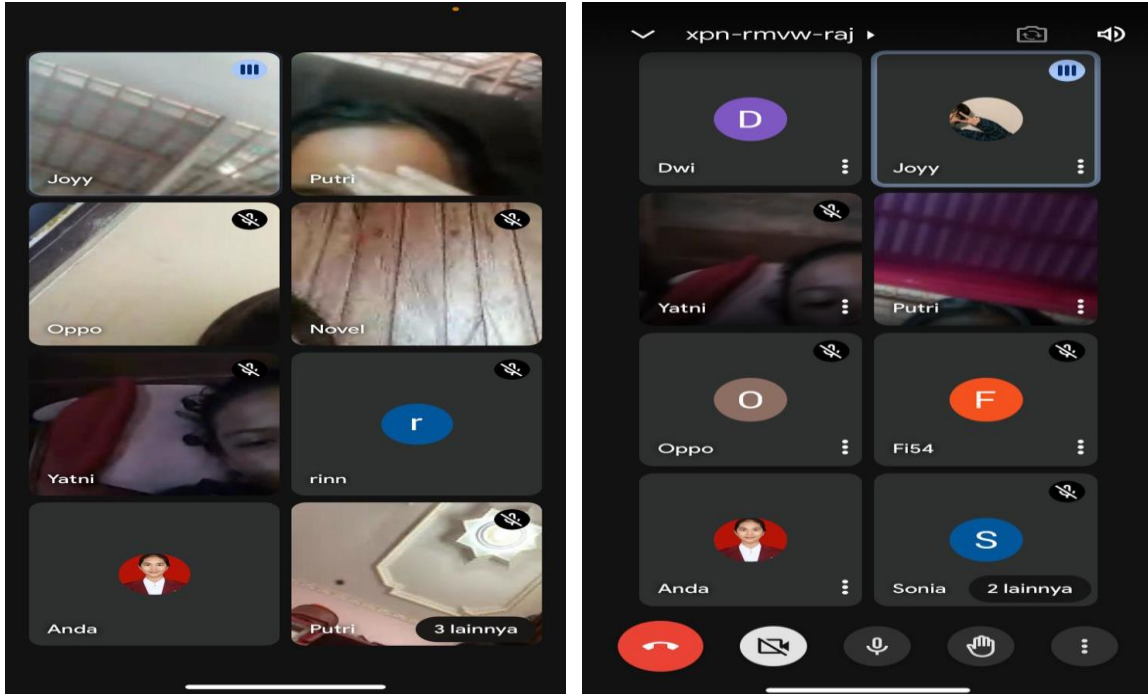 Joyy
Putri
Oppo
Novel
Yatni
r
rinn
Anda
Putri
3 lainnya
xpn-rmvw-raj
D
Dwi
Joyy
Yatni
Putri
O
Oppo
F
Fi54
Anda
S
Sonia
2 lainnya